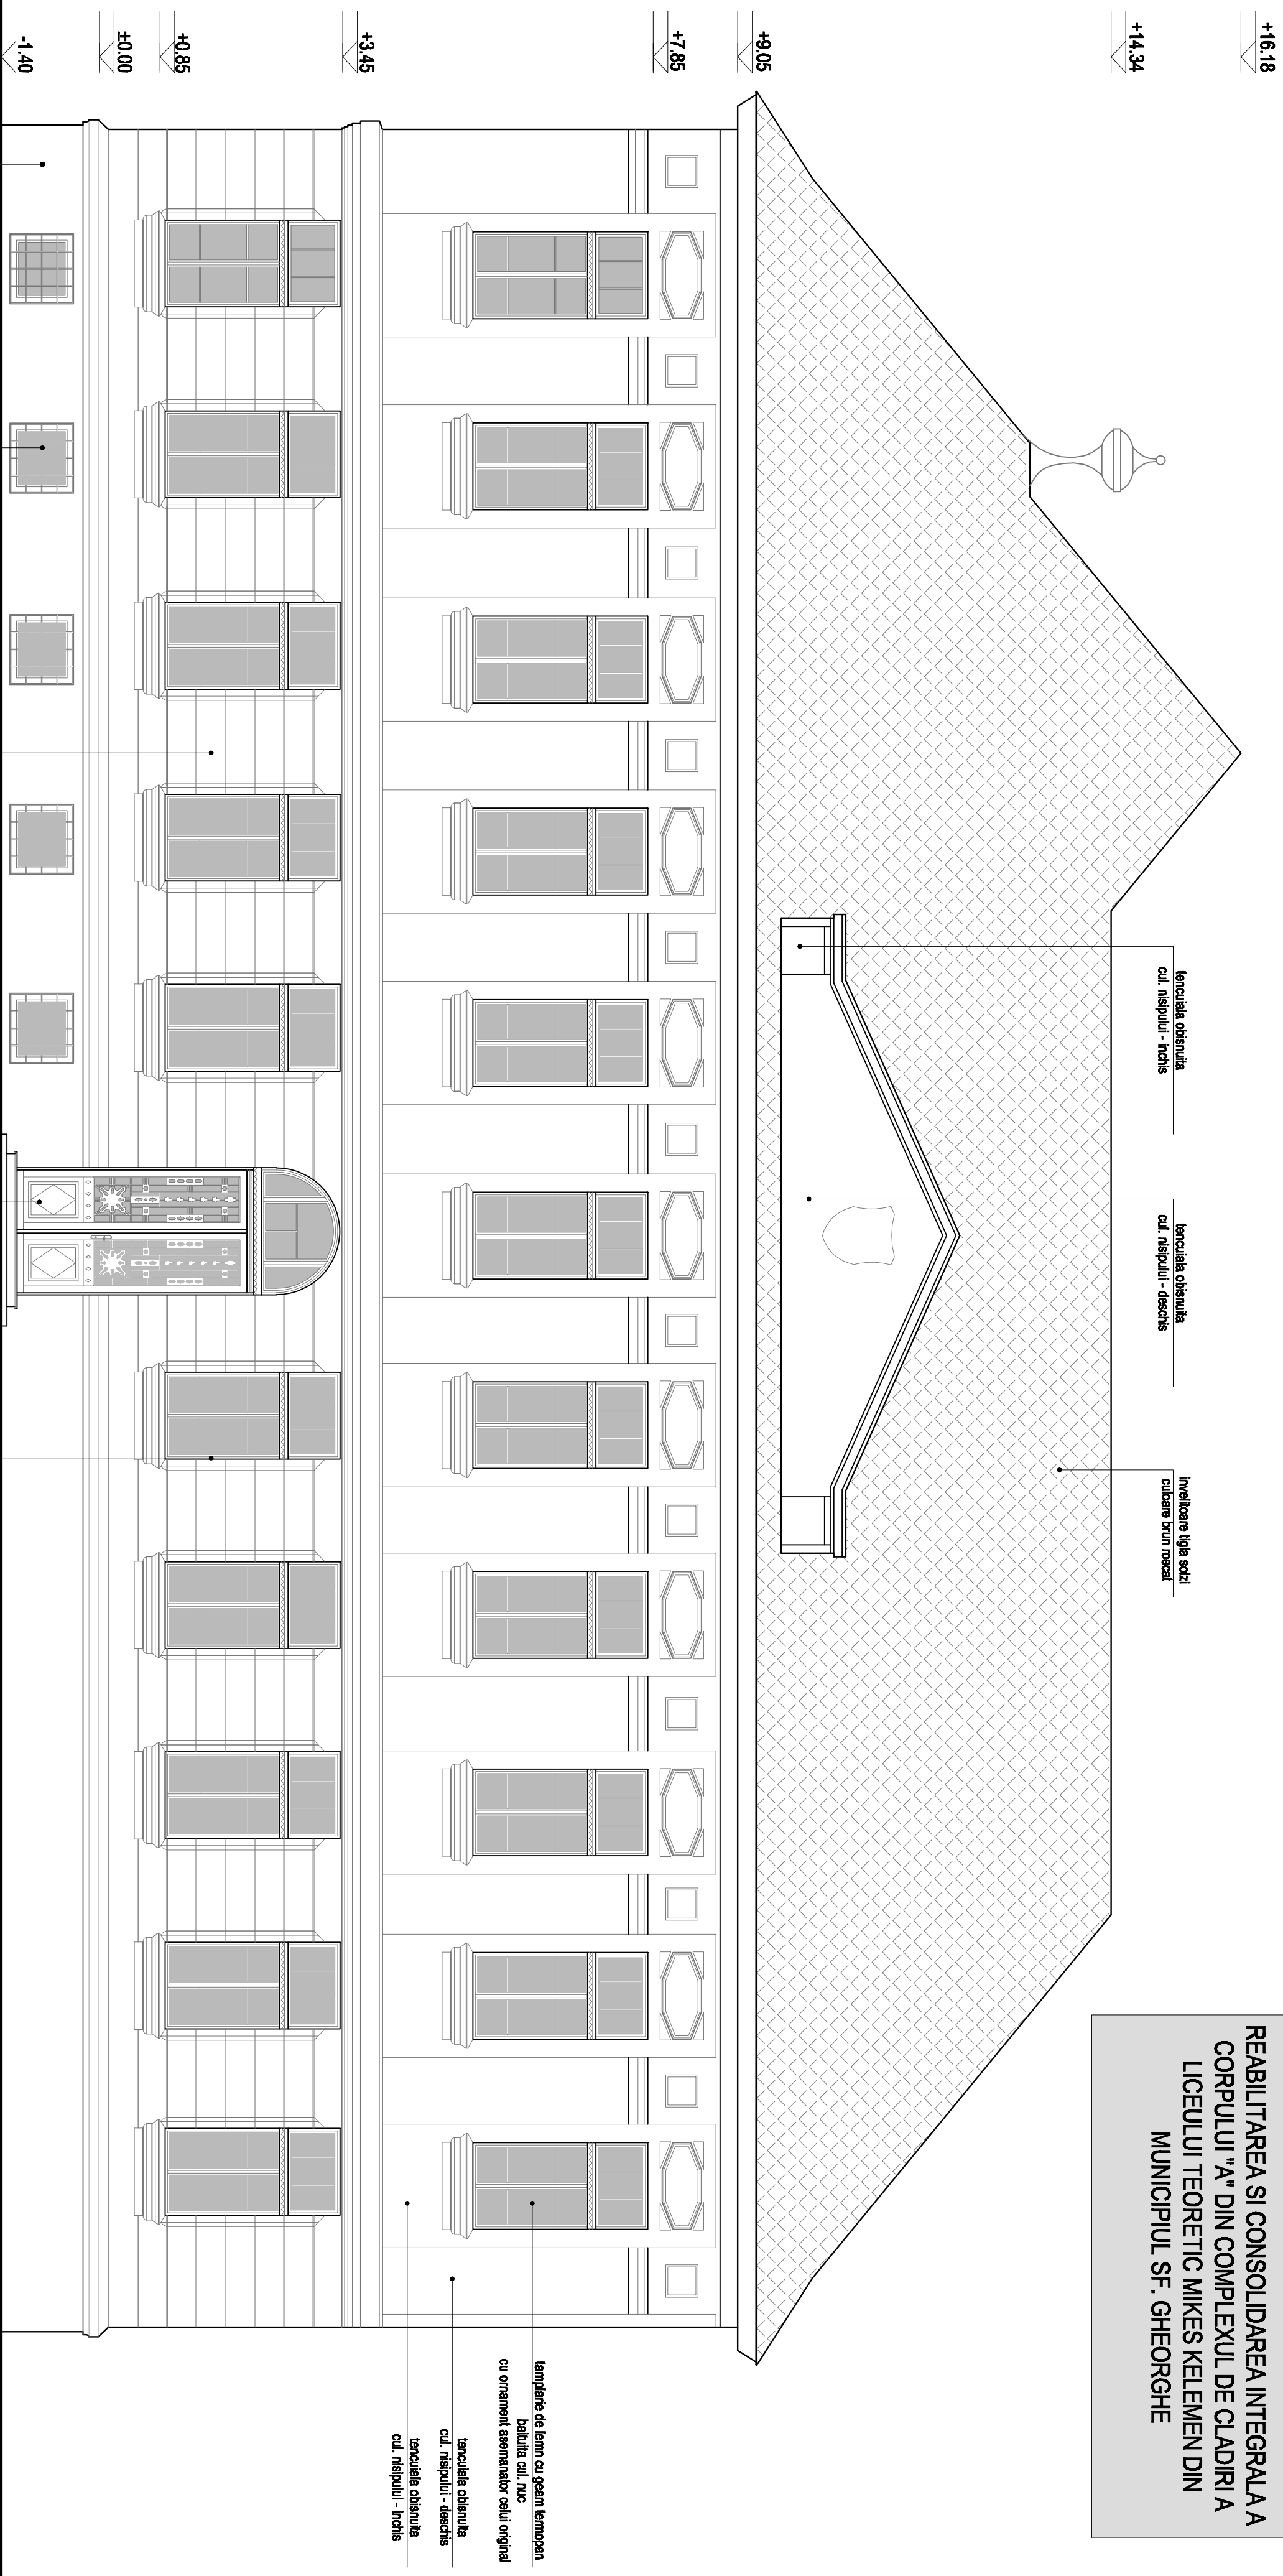 REABILITAREA SI CONSOLIDAREA INTEGRALA A
CORPULUI "A" DIN COMPLEXUL DE CLADIRI A
LICEULUI TEORETIC MIKES KELEMEN DIN
MUNICIPIUL SF. GHEORGHE
+16.18
+14.34
+9.05
+7.85
+3.45
+0.85
±0.00
-1.40
tencuiala obisnuita
cul. nisipului - inchis
tencuiala obisnuita
cul. nisipului - deschis
invelitoare tigla solzi
culoare brun roscat
tamplarie de lemn cu geam termopan
baituita cul. nuc
cu ornament asemanator celui original
tencuiala obisnuita
cul. nisipului - deschis
tencuiala obisnuita
cul. nisipului - inchis